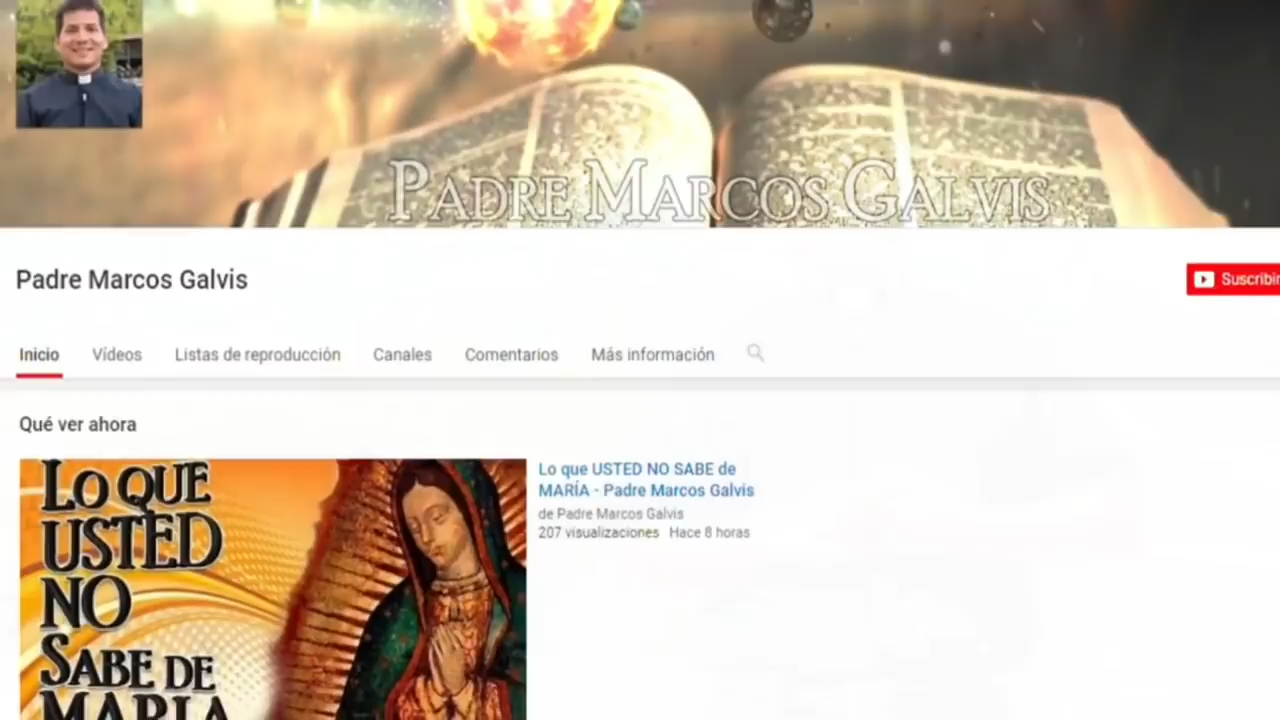 PADRE MARCOS GALVIS
Padre Marcos Galvis
Suscribir
Inicio Vídeos Listas de reproducción Canales Comentarios Más información
Qué ver ahora
LO QUE
USTED
NO
SABE DE
MARIA
Lo que USTED NO SABE de
MARÍA - Padre Marcos Galvis
de Padre Marcos Galvis
207 visualizaciones Hace 8 horas